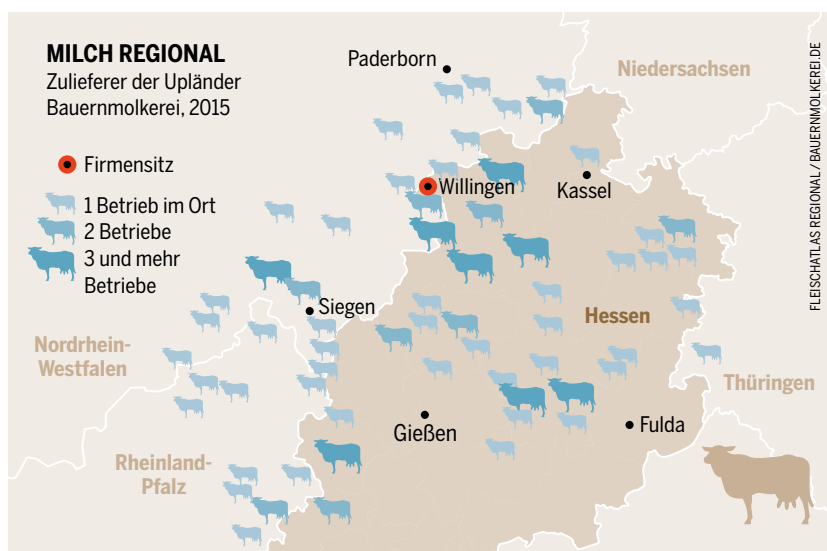 MILCH REGIONAL
Zulieferer der Upländer
Bauernmolkerei, 2015
Firmensitz
1 Betrieb im Ort
2 Betriebe
3 und mehr
Betriebe
Paderborn
Niedersachsen
Willingen
Kassel
Siegen
Hessen
Nordrhein-
Westfalen
Thüringen
Gießen
Fulda
Rheinland-
Pfalz
FLEISCHATLAS REGIONAL / BAUERNMOLKEREI.DE